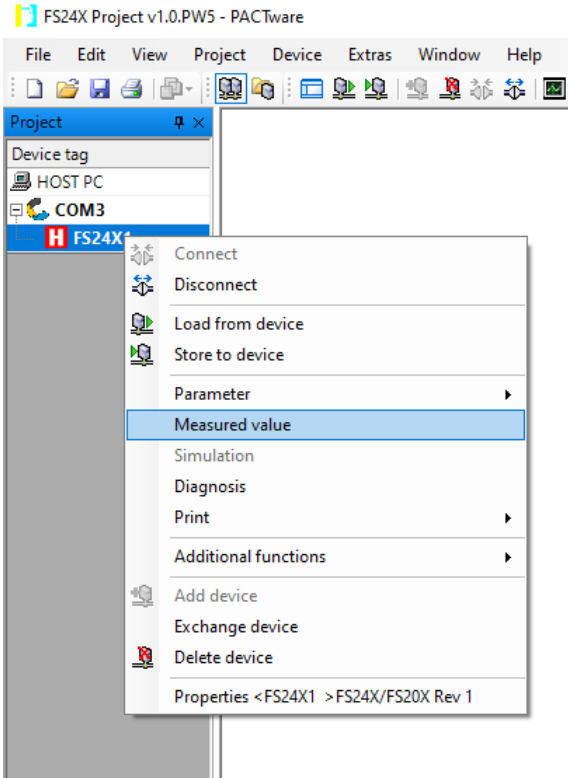 FS24X Project v1.0.PW5 - PACTware
File Edit View Project Device Extras Window Help
Project
Device tag
HOST PC
COM3
H FS24X1
Connect
Disconnect
Load from device
Store to device
Parameter
Measured value
Simulation
Diagnosis
Print
Additional functions
Add device
Exchange device
Delete device
Properties <FS24X1 >FS24X/FS20X Rev 1